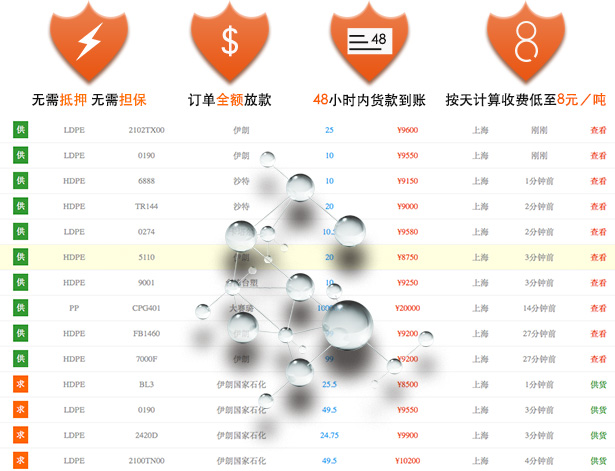 $
48
8
无需抵押 无需担保
订单全额放款
48小时内货款到账
按天计算收费低至8元/吨
供 LDPE 2102TX00 伊朗 25 ¥9600 上海 刚刚 查看
供 LDPE 0190 伊朗 10 ¥9550 上海 刚刚 查看
供 HDPE 6888 沙特 10 ¥9150 上海 1分钟前 查看
供 HDPE TR144 沙特 20 ¥9000 上海 2分钟前 查看
供 LDPE 0274 10. ¥9580 上海 2分钟前 查看
供 HDPE 5110 伊朗 20 ¥8750 上海 3分钟前 查看
供 HDPE 9001 台塑 10 ¥9250 上海 3分钟前 查看
供 PP CPG401 大赛璐 ¥20000 上海 14分钟前 查看
供 HDPE FB1460 伊朗 ¥9200 上海 27分钟前 查看
供 HDPE 7000F 伊朗 99 ¥9200 上海 27分钟前 查看
求 HDPE BL3 伊朗国家石化 25.5 ¥8500 上海 1分钟前 供货
求 LDPE 0190 伊朗国家石化 49.5 ¥9550 上海 3分钟前 供货
求 LDPE 2420D 伊朗国家石化 24.75 ¥9900 上海 3分钟前 供货
求 LDPE 2100TN00 伊朗国家石化 49.5 ¥10200 上海 4分钟前 供货